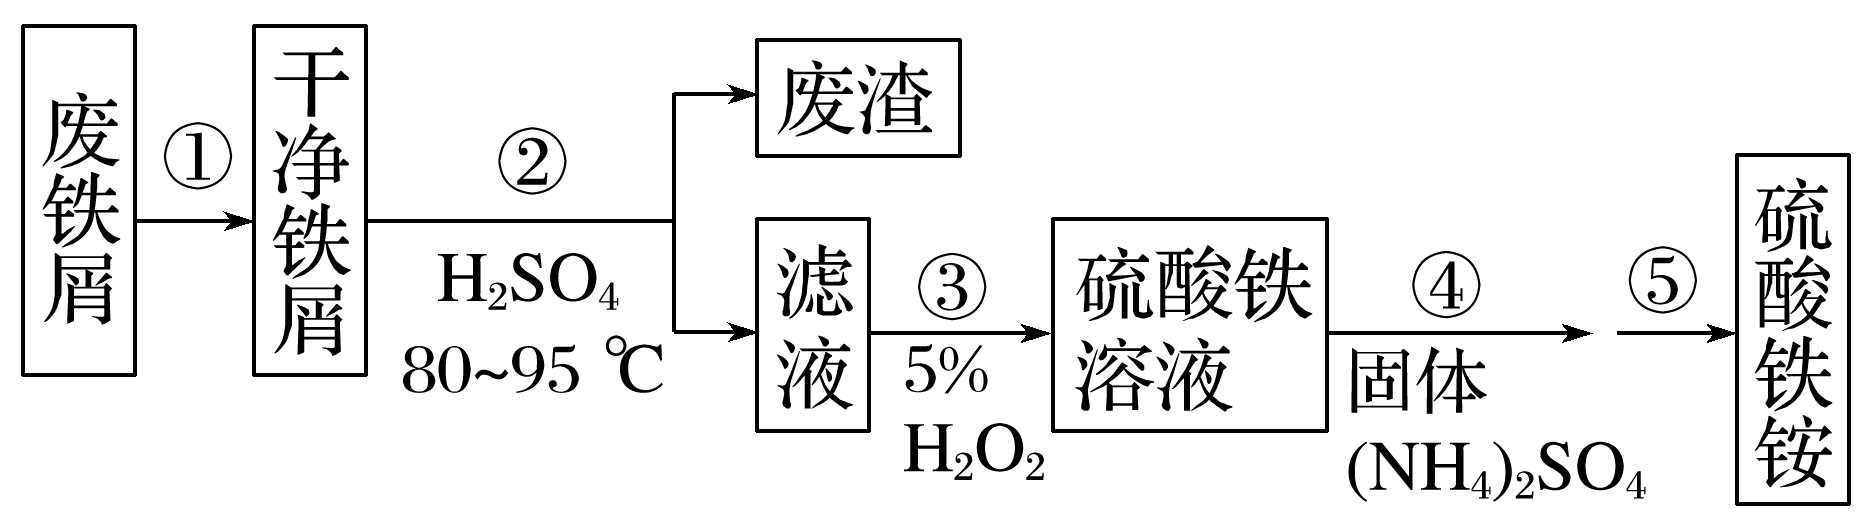 废铁屑
①
干净铁屑
②
H₂SO₄
80~95 ℃
废渣
滤液
③
5%
H₂O₂
硫酸铁
溶液
④
固体
(NH₄)₂SO₄
⑤
硫酸铁铵